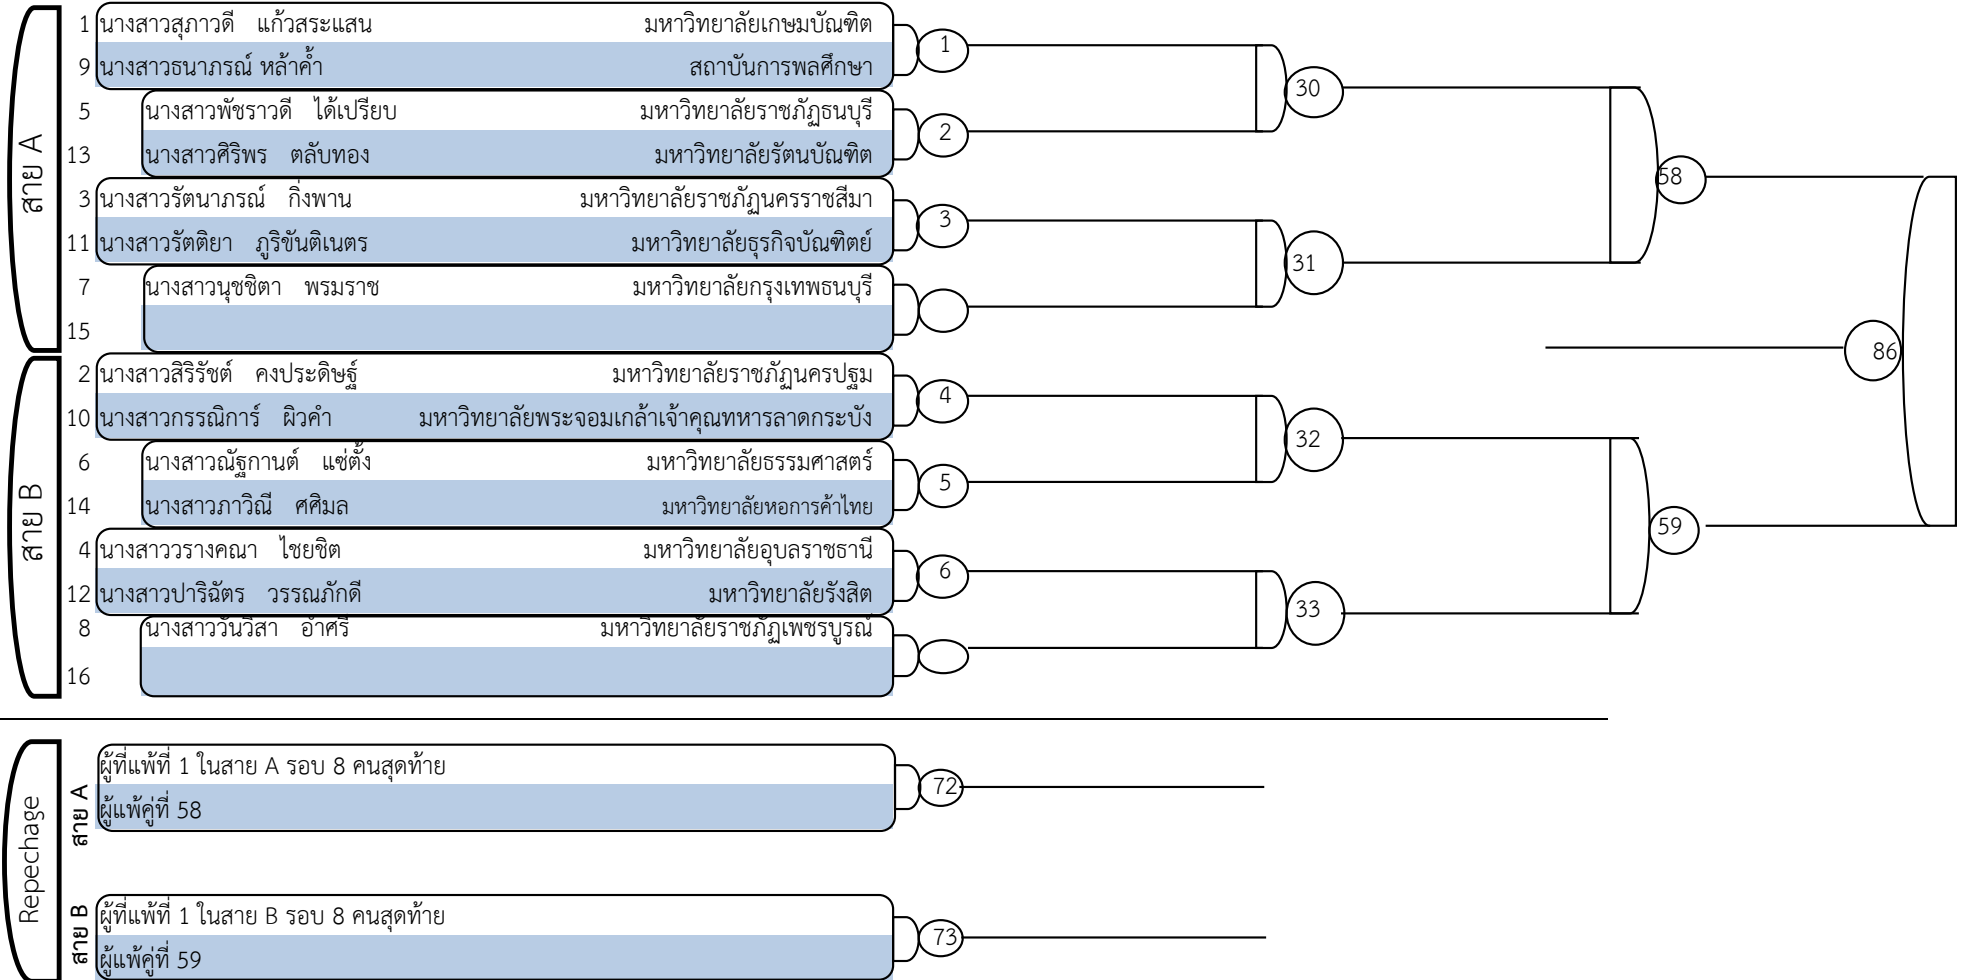 สาย A
1 นางสาวสุภาวดี แก้วสระแสน มหาวิทยาลัยเกษมบัณฑิต
9 นางสาวธนาภรณ์ หล้าค้ำ สถาบันการพลศึกษา
1
5 นางสาวพัชราวดี ได้เปรียบ มหาวิทยาลัยราชภัฏธนบุรี
13 นางสาวศิริพร ตลับทอง มหาวิทยาลัยรัตนบัณฑิต
2
3 นางสาวรัตนาภรณ์ กิ่งพาน มหาวิทยาลัยราชภัฏนครราชสีมา
11 นางสาวรัตติยา ภูริขันติเนตร มหาวิทยาลัยธุรกิจบัณฑิตย์
3
7 นางสาวนุชชิตา พรมราช มหาวิทยาลัยกรุงเทพธนบุรี
15
30
31
58
สาย B
2 นางสาวสิริรัชต์ คงประดิษฐ์ มหาวิทยาลัยราชภัฏนครปฐม
10 นางสาวกรรณิการ์ ผิวคำ มหาวิทยาลัยพระจอมเกล้าเจ้าคุณทหารลาดกระบัง
4
6 นางสาวณัฐกานต์ แซ่ตั้ง มหาวิทยาลัยธรรมศาสตร์
14 นางสาวภาวิณี ศศิมล มหาวิทยาลัยหอการค้าไทย
5
4 นางสาววรางคณา ไชยชิต มหาวิทยาลัยอุบลราชธานี
12 นางสาวปาริฉัตร วรรณภักดี มหาวิทยาลัยรังสิต
6
8 นางสาววันวิสา อ่ำศรี มหาวิทยาลัยราชภัฏเพชรบูรณ์
16
32
33
59
86
Repechage
สาย A
ผู้ที่แพ้ที่ 1 ในสาย A รอบ 8 คนสุดท้าย
ผู้แพ้คู่ที่ 58
72
สาย B
ผู้ที่แพ้ที่ 1 ในสาย B รอบ 8 คนสุดท้าย
ผู้แพ้คู่ที่ 59
73